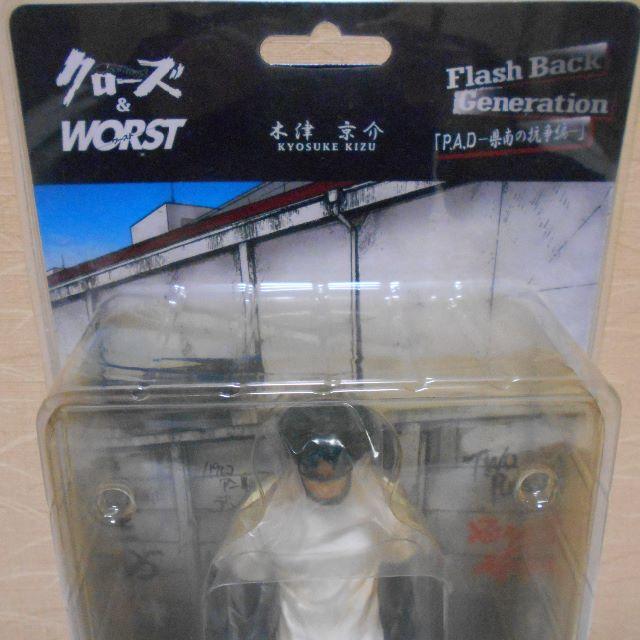 クローズ
&
WORST
木津 京介
KYOSUKE KIZU
Flash Back
Generation
「P.A.D－県南の抗争編－」